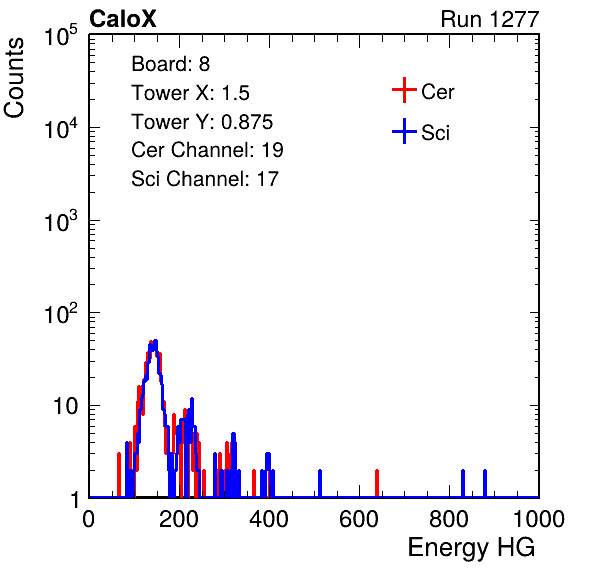 CaloX Run 1277
Counts
Board: 8
Tower X: 1.5
Tower Y: 0.875
Cer Channel: 19
Sci Channel: 17
Cer
Sci
10^5
10^4
10^3
10^2
10
1
0 200 400 600 800 1000
Energy HG